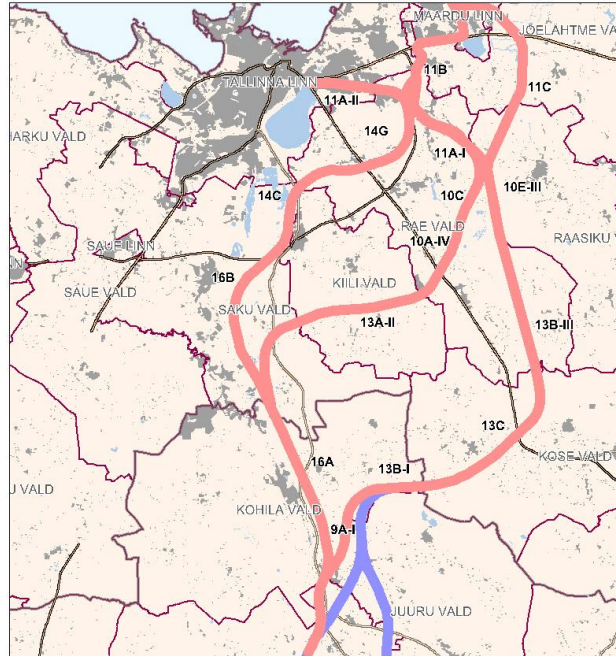 MAARDU LINN
JÕELAHTME VA
11B
TALLINNA LINN
11C
11A-II
HARKU VALD
14G
11A-I
14C
10C
10E-III
RAE VALD
10A-IV
RAASIKU V
SAUE LINN
16B
KIILI VALD
SAUE VALD
SAKU VALD
13A-II
13B-III
13C
KOSE VALD
16A
13B-I
U VALD
KOHILA VALD
9A-I
JUURU VALD